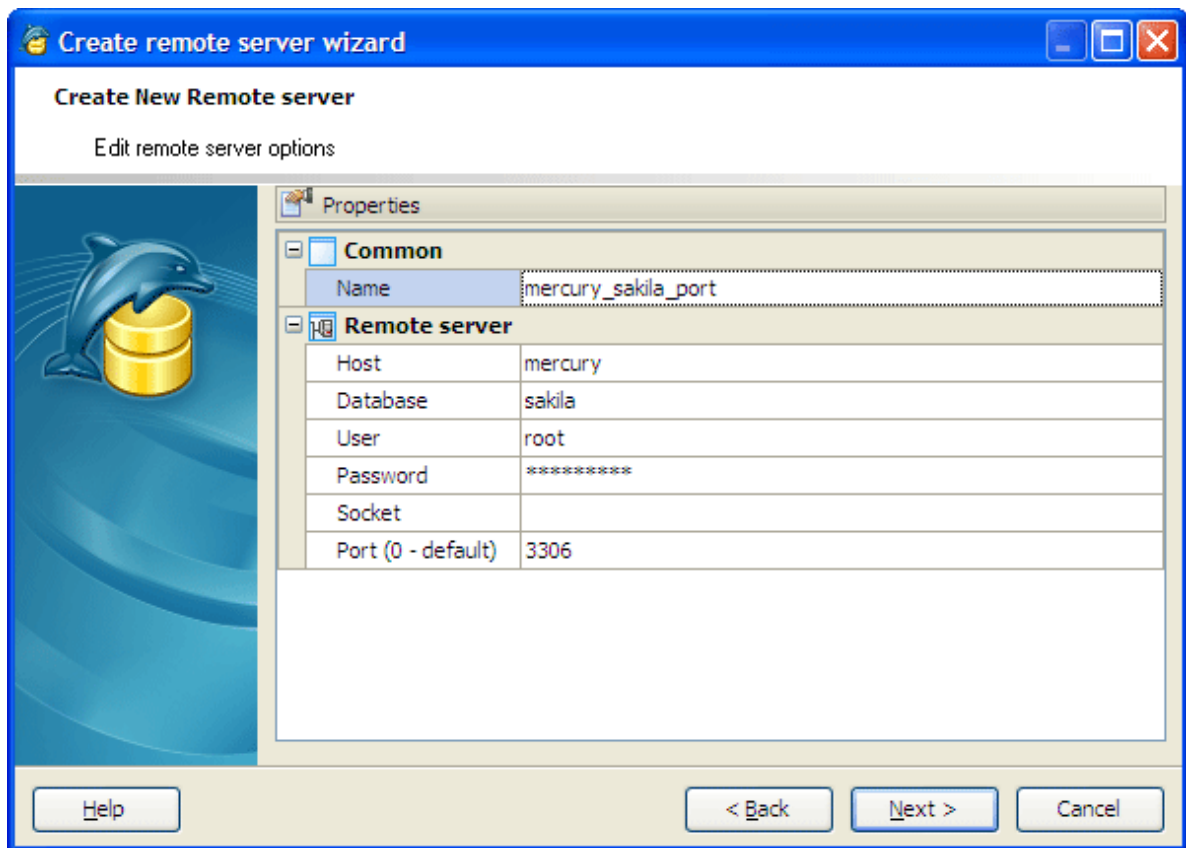 Create remote server wizard
Create New Remote server
Edit remote server options
Properties
Common
Name mercury_sakila_port
Remote server
Host mercury
Database sakila
User root
Password *********
Socket
Port (0 - default) 3306
Help < Back Next > Cancel